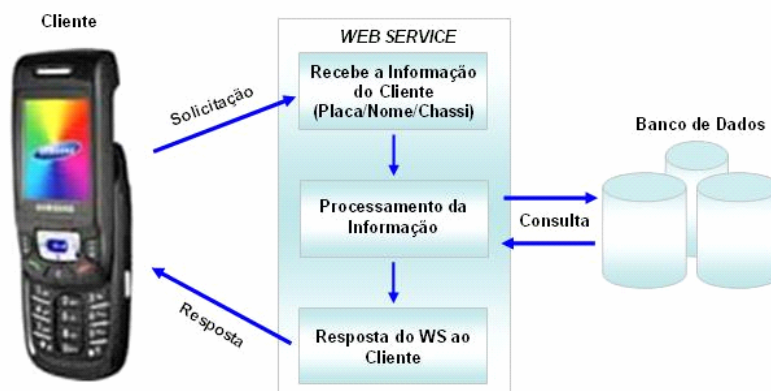 Cliente
WEB SERVICE
Recebe a Informação
do Cliente
(Placa/Nome/Chassi)
Solicitação
Banco de Dados
Processamento da
Informação
Consulta
Resposta
Resposta do WS ao
Cliente
SAMSUNG